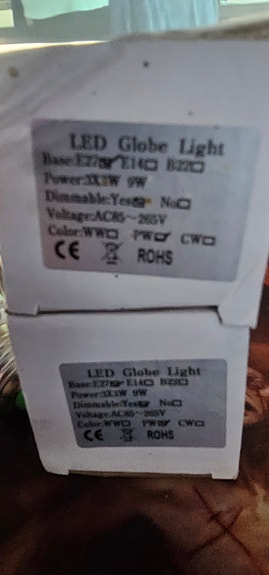 LED Globe Light
Base:E27☑ E14☐ B22☐
Power:3X3W 9W
Dimmable:Yes☑ No☐
Voltage:AC85~265V
Color:WW☐ PW☑ CW☐
CE ROHS
LED Globe Light
Base:E27☑ E14☐ B22☐
Power:3X3W 9W
Dimmable:Yes☑ No☐
Voltage:AC85~265V
Color:WW☐ PW☑ CW☐
CE ROHS